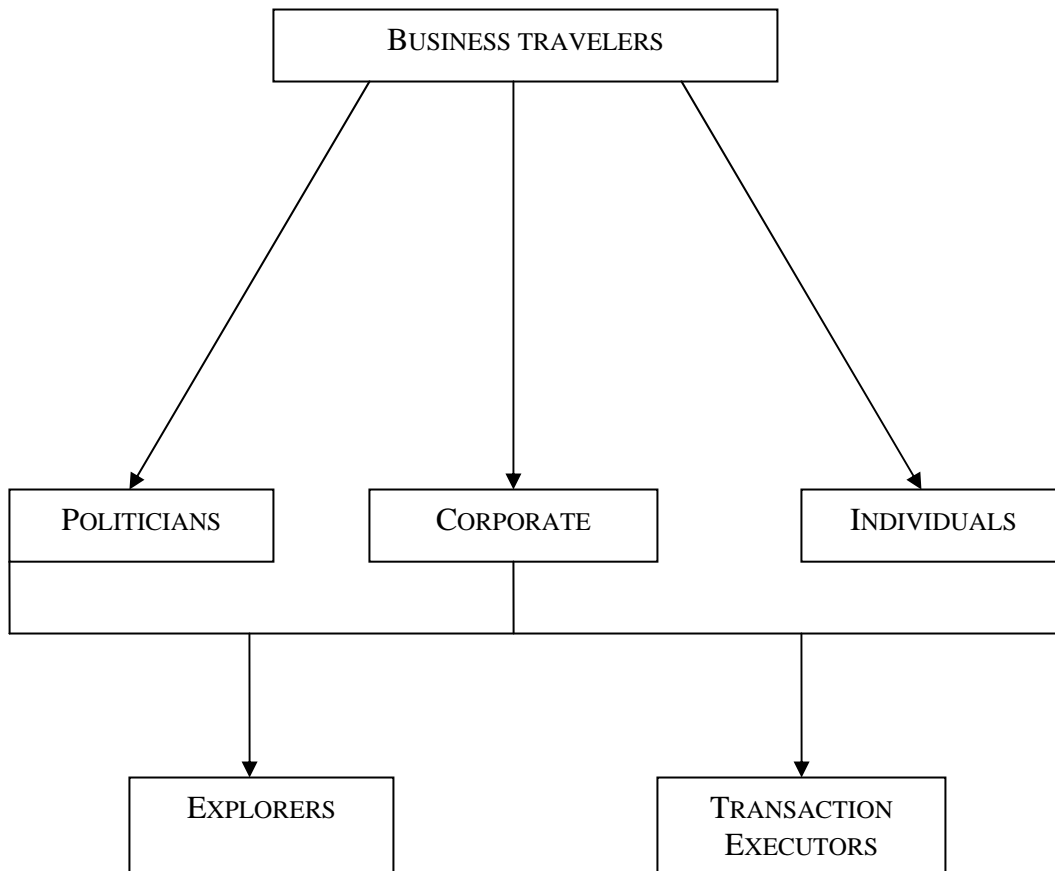 BUSINESS TRAVELERS
POLITICIANS
CORPORATE
INDIVIDUALS
EXPLORERS
TRANSACTION
EXECUTORS